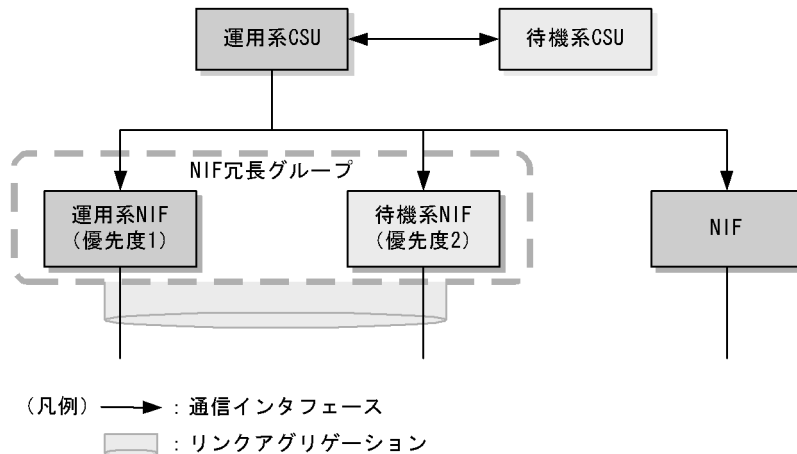 運用系CSU
待機系CSU
NIF冗長グループ
運用系NIF
(優先度1)
待機系NIF
(優先度2)
NIF
(凡例)
：通信インタフェース
：リンクアグリゲーション